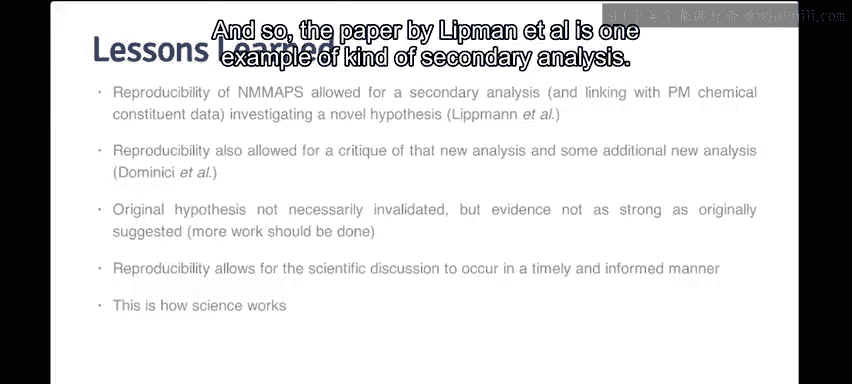 And so, the paper by Lipman et al is one
example of kind of secondary analysis.
Lessons Learned
· Reproducibility of NMMAPS allowed for a secondary analysis (and linking with PM chemical
constituent data) investigating a novel hypothesis (Lippmann et al.)
· Reproducibility also allowed for a critique of that new analysis and some additional new analysis
(Dominici et al.)
· Original hypothesis not necessarily invalidated, but evidence not as strong as originally
suggested (more work should be done)
· Reproducibility allows for the scientific discussion to occur in a timely and informed manner
· This is how science works